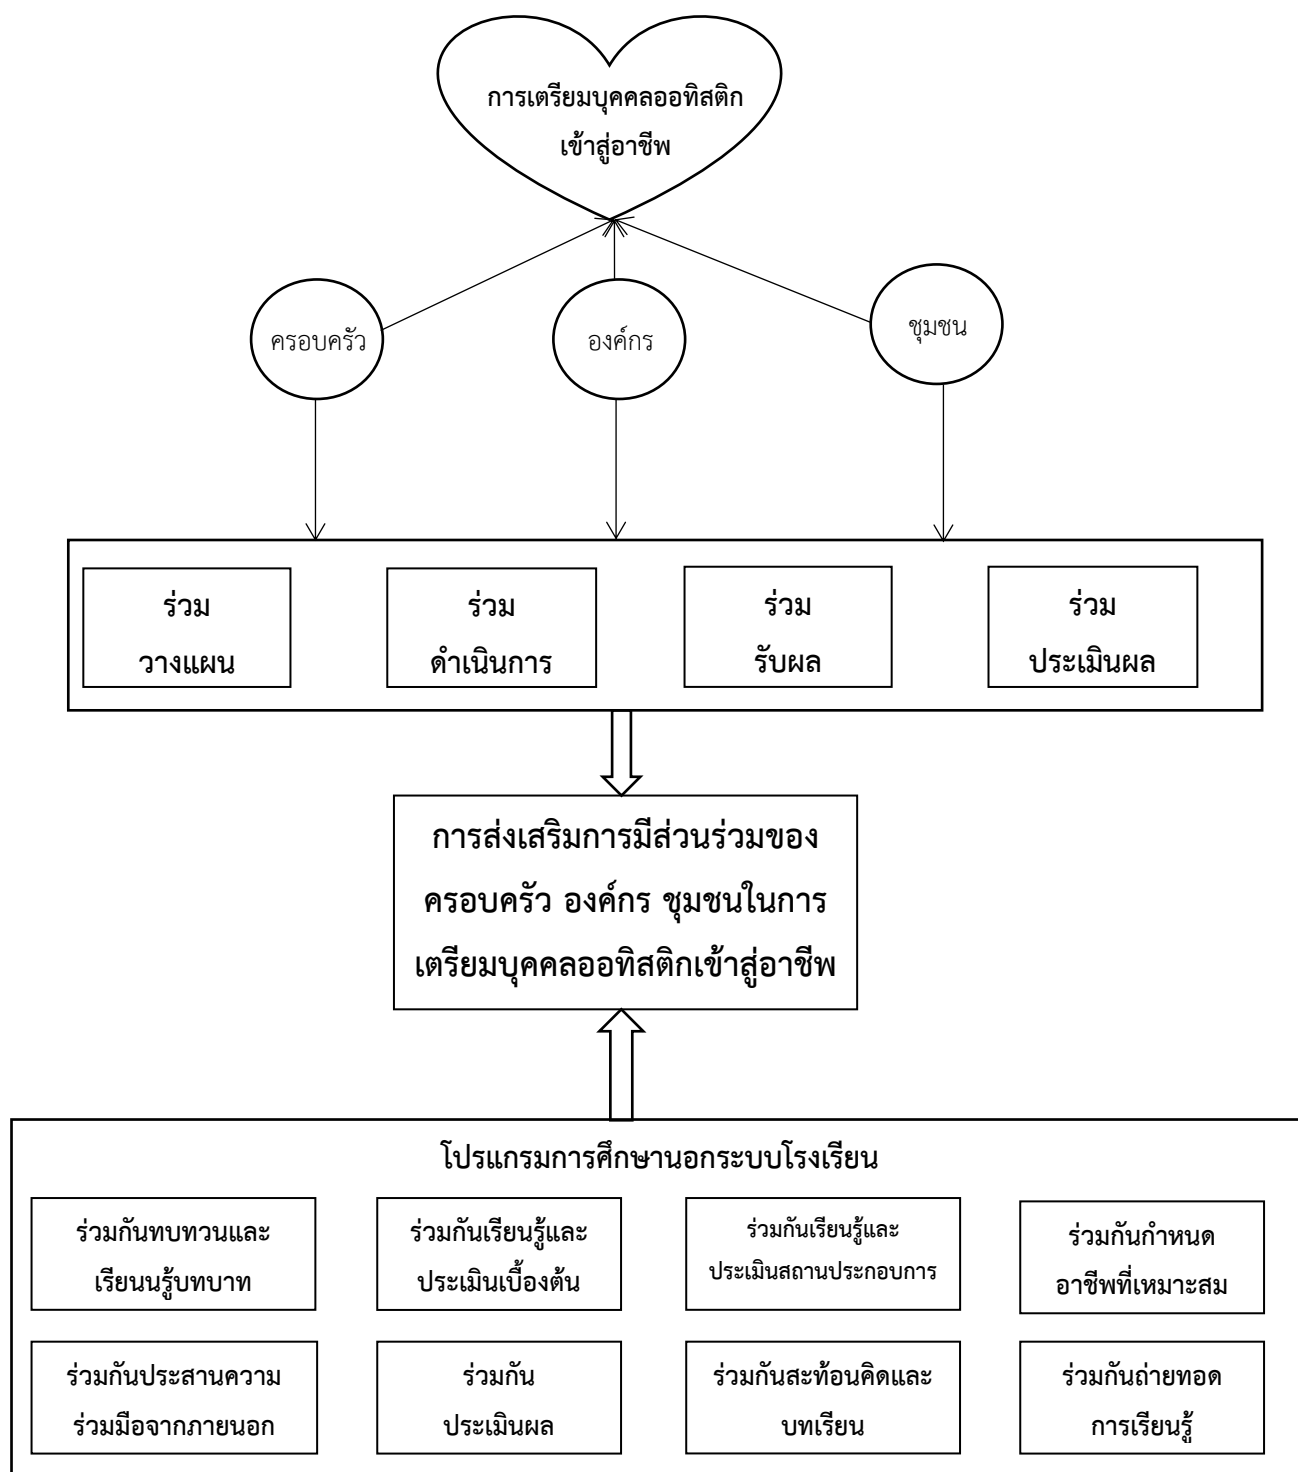 การเตรียมบุคคลออทิสติก
เข้าสู่อาชีพ
ครอบครัว
องค์กร
ชุมชน
ร่วม
วางแผน
ร่วม
ดำเนินการ
ร่วม
รับผล
ร่วม
ประเมินผล
การส่งเสริมการมีส่วนร่วมของ
ครอบครัว องค์กร ชุมชนในการ
เตรียมบุคคลออทิสติกเข้าสู่อาชีพ
โปรแกรมการศึกษานอกระบบโรงเรียน
ร่วมกันทบทวนและ
เรียนนรู้บทบาท
ร่วมกันเรียนรู้และ
ประเมินเบื้องต้น
ร่วมกันเรียนรู้และ
ประเมินสถานประกอบการ
ร่วมกันกำหนด
อาชีพที่เหมาะสม
ร่วมกันประสานความ
ร่วมมือจากภายนอก
ร่วมกัน
ประเมินผล
ร่วมกันสะท้อนคิดและ
บทเรียน
ร่วมกันถ่ายทอด
การเรียนรู้